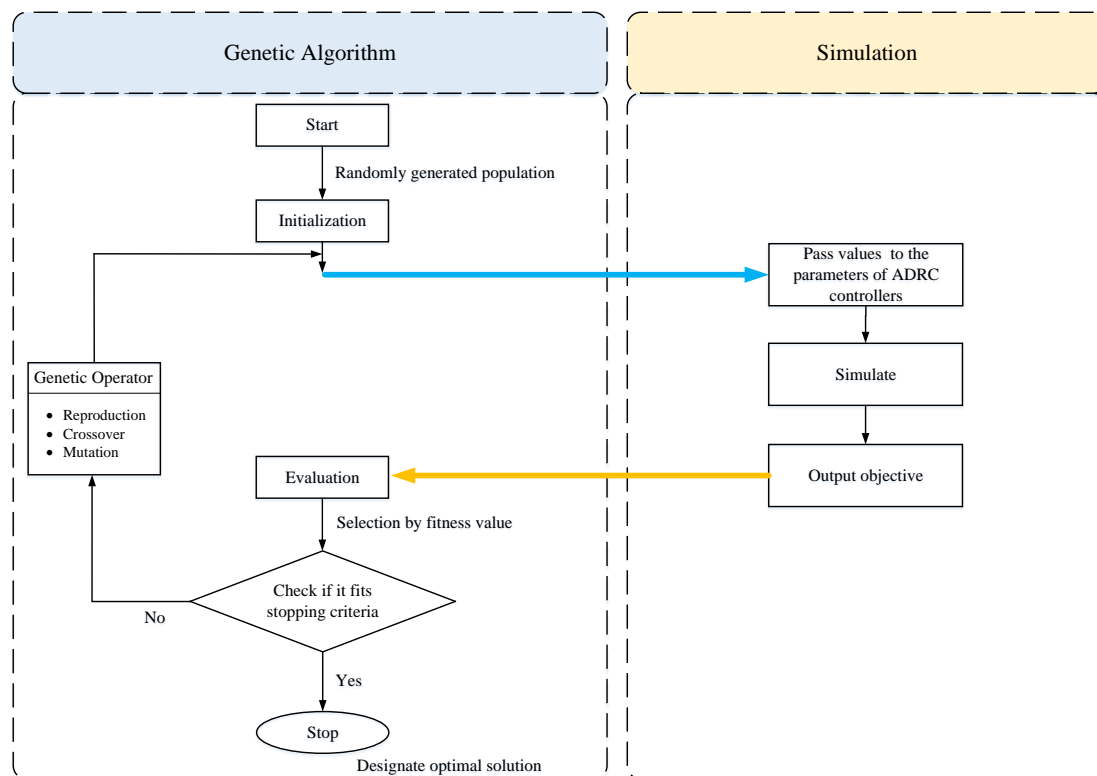 Genetic Algorithm
Simulation
Start
Randomly generated population
Initialization
Pass values to the
parameters of ADRC
controllers
Genetic Operator
• Reproduction
• Crossover
• Mutation
Simulate
Evaluation
Output objective
Selection by fitness value
Check if it fits
stopping criteria
No
Yes
Stop
Designate optimal solution